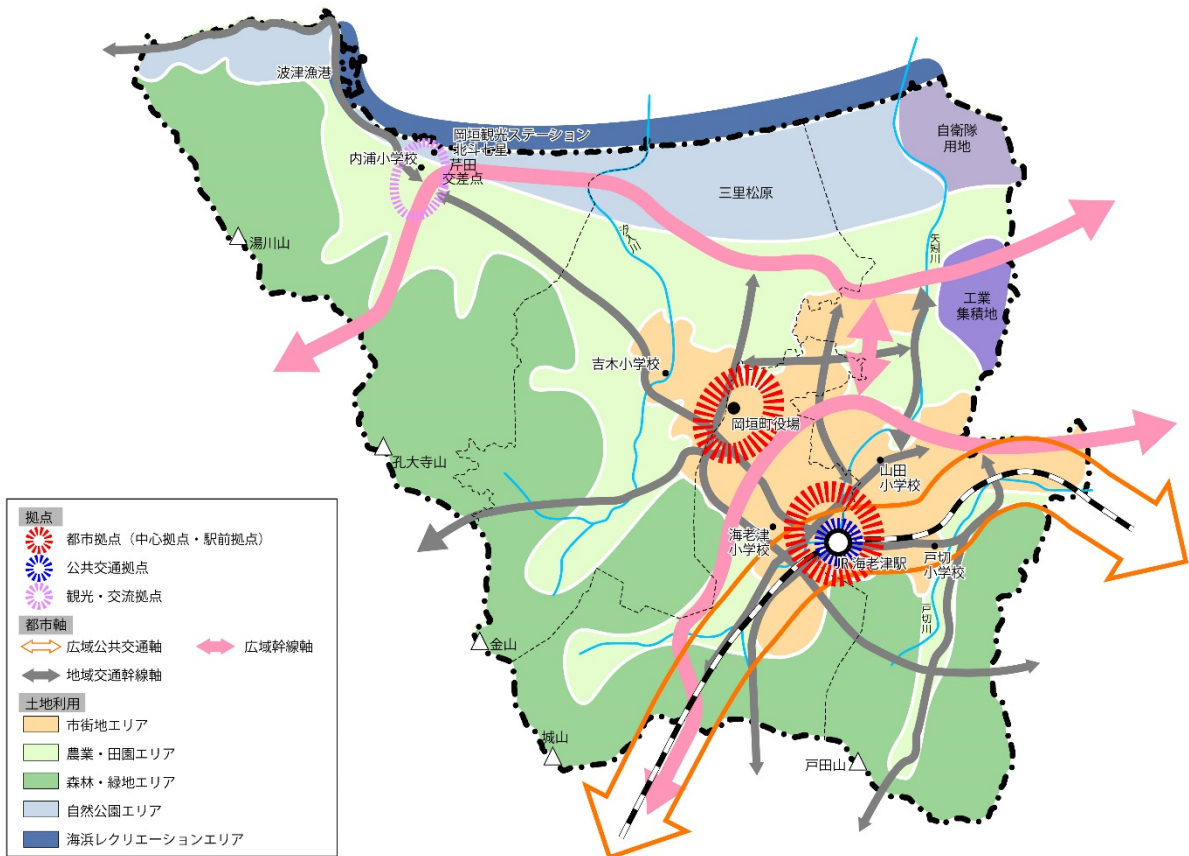 波津漁港
岡垣観光ステーション
北斗七星
内浦小学校
芹田
交差点
自衛隊
用地
三里松原
湯川山
汐入川
矢矧川
工業
集積地
吉木小学校
岡垣町役場
孔大寺山
山田
小学校
海老津
小学校
JR 海老津駅
戸切
小学校
戸切川
金山
城山
戸田山
拠点
都市拠点（中心拠点・駅前拠点）
公共交通拠点
観光・交流拠点
都市軸
広域公共交通軸
広域幹線軸
地域交通幹線軸
土地利用
市街地エリア
農業・田園エリア
森林・緑地エリア
自然公園エリア
海浜レクリエーションエリア